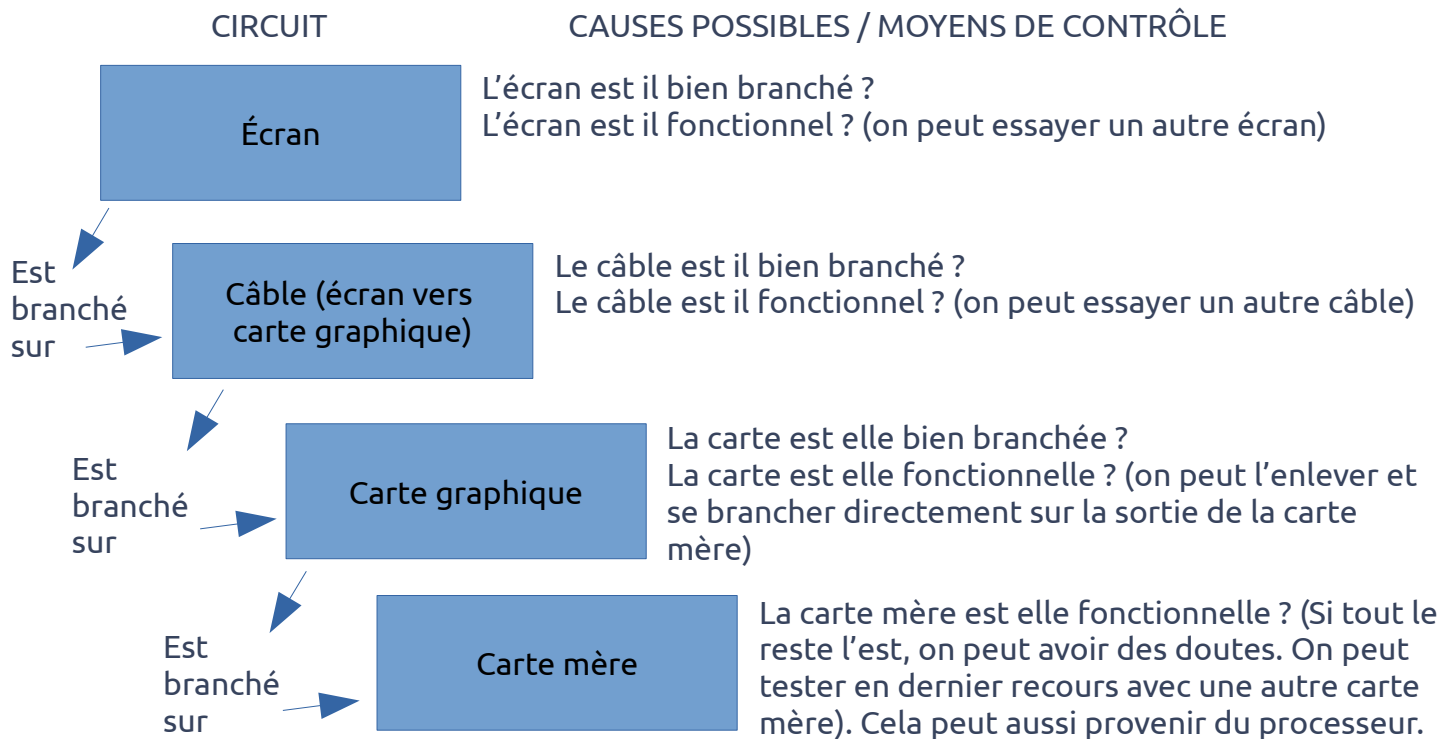 CIRCUIT
CAUSES POSSIBLES / MOYENS DE CONTRÔLE
Écran
L’écran est il bien branché ?
L’écran est il fonctionnel ? (on peut essayer un autre écran)
Est
branché
sur
Câble (écran vers
carte graphique)
Le câble est il bien branché ?
Le câble est il fonctionnel ? (on peut essayer un autre câble)
Est
branché
sur
Carte graphique
La carte est elle bien branchée ?
La carte est elle fonctionnelle ? (on peut l’enlever et
se brancher directement sur la sortie de la carte
mère)
Est
branché
sur
Carte mère
La carte mère est elle fonctionnelle ? (Si tout le
reste l’est, on peut avoir des doutes. On peut
tester en dernier recours avec une autre carte
mère). Cela peut aussi provenir du processeur.